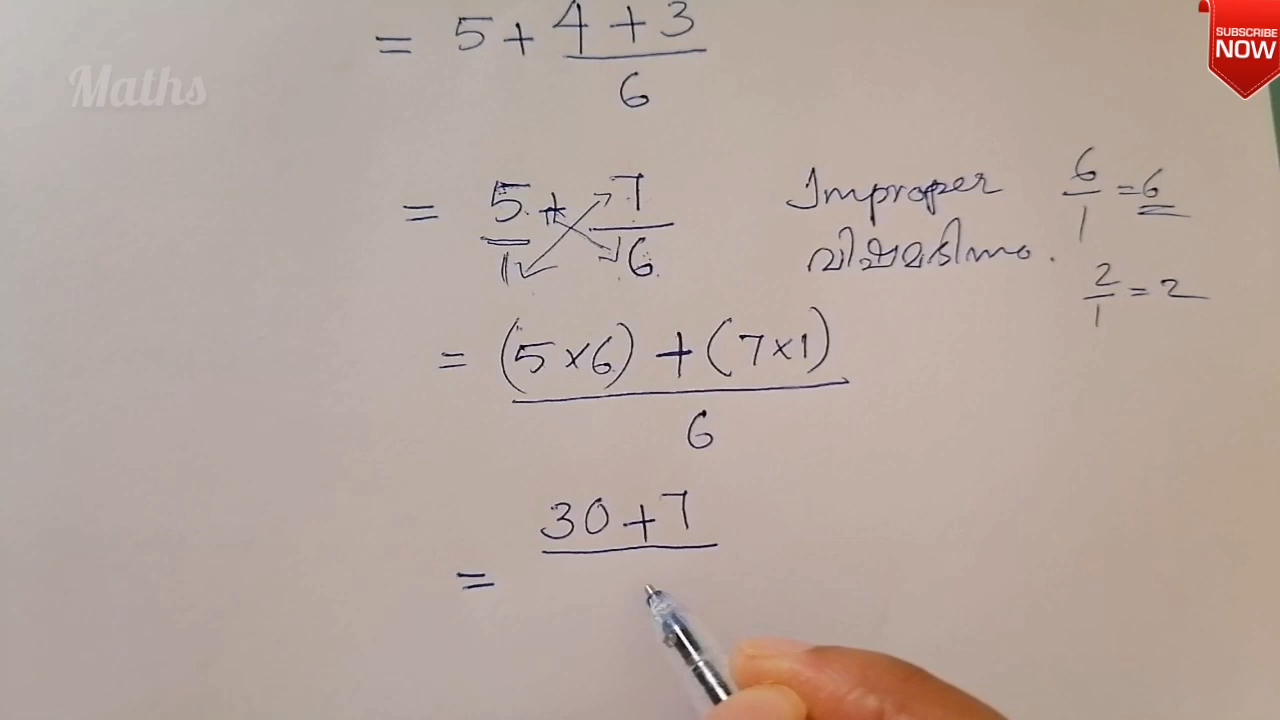 = 5 + 4 + 3
6
Maths
SUBSCRIBE
NOW
= 5 + 7
1 6
Improper
വിഷമഭിന്നം.
6/1 = 6
2/1 = 2
= (5×6) + (7×1)
6
30 + 7
=